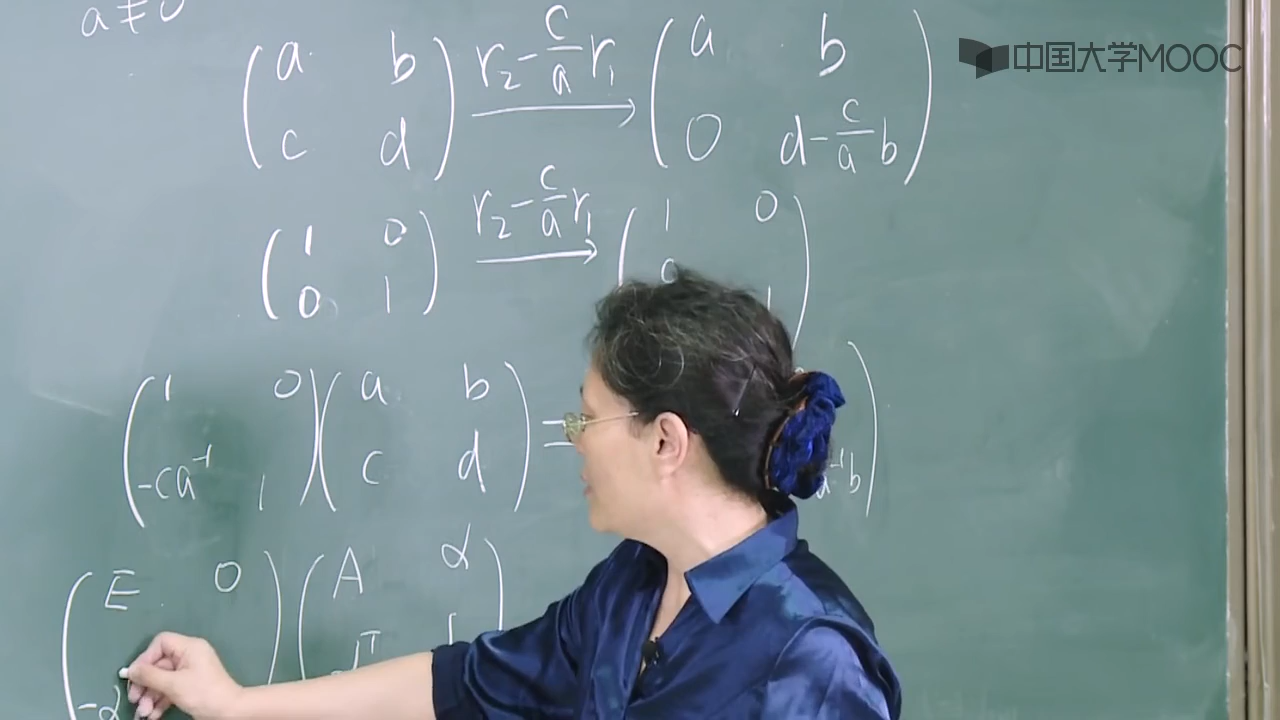 a≠0
中国大学MOOC
(a b; c d) r₂-c/a r₁ → (a b; 0 d-c/a b)
(1 0; 0 1) r₂-c/a r₁ → (1 0; 1)
(1 0; -ca⁻¹ 1)(a b; c d) = a⁻¹b)
(E 0; -α)(A α; αᵀ b)